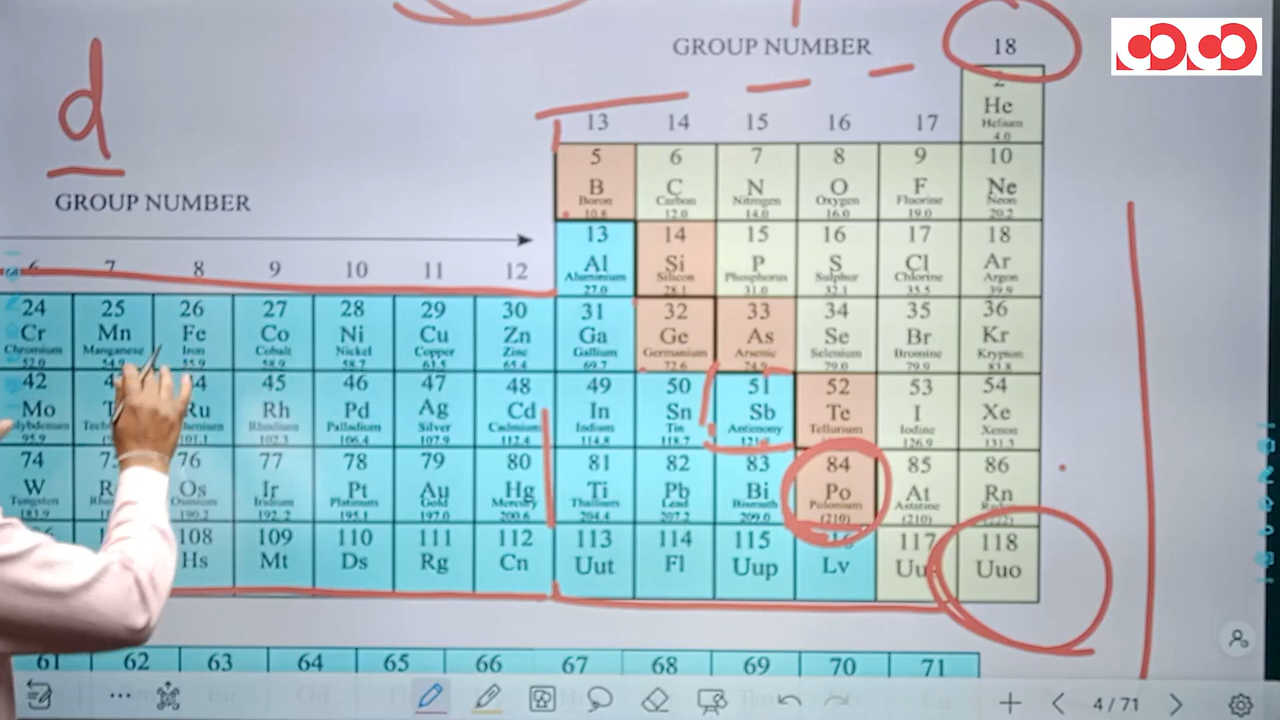 GROUP NUMBER 18
d
2
He
Helium
4.0
13 14 15 16 17
5 6 7 8 9 10
B C N O F Ne
Boron Carbon Nitrogen Oxygen Fluorine Neon
10.8 12.0 14.0 16.0 19.0 20.2
GROUP NUMBER
13 14 15 16 17 18
Al Si P S Cl Ar
Aluminium Silicon Phosphorus Sulphur Chlorine Argon
27.0 28.1 31.0 32.1 35.5 39.9
6 7 8 9 10 11 12
24 25 26 27 28 29 30 31 32 33 34 35 36
Cr Mn Fe Co Ni Cu Zn Ga Ge As Se Br Kr
Chromium Manganese Iron Cobalt Nickel Copper Zinc Gallium Germanium Arsenic Selenium Bromine Krypton
52.0 54.9 55.9 58.9 58.7 63.5 65.4 69.7 72.6 74.9 79.0 79.9 83.8
42 45 46 47 48 49 50 51 52 53 54
Mo Ru Rh Pd Ag Cd In Sn Sb Te I Xe
Rhodium Palladium Silver Cadmium Indium Tin Antimony Tellurium Iodine Xenon
95.9 101.1 102.3 106.4 107.9 112.4 114.8 118.7 126.9 131.3
74 76 77 78 79 80 81 82 83 84 85 86
W Os Ir Pt Au Hg Ti Pb Bi Po At Rn
Tungsten Osmium Iridium Platinum Gold Mercury Thallium Lead Bismuth Polonium Astatine
183.9 190.2 192.2 195.1 197.0 200.6 204.4 207.2 209.0 (210) (210)
108 109 110 111 112 113 114 115 117 118
Hs Mt Ds Rg Cn Uut Fl Uup Lv Uuo
61 62 63 64 65 66 67 68 69 70 71
4/71